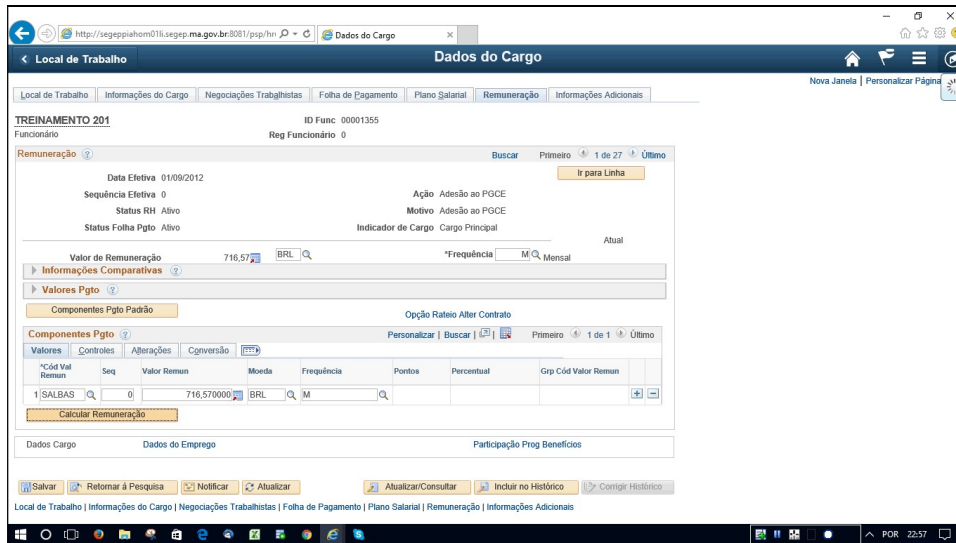 http://segeppiahom01li.segep.ma.gov.br:8081/psp/hr Dados do Cargo
Local de Trabalho Dados do Cargo
Nova Janela | Personalizar Página
Local de Trabalho Informações do Cargo Negociações Trabalhistas Folha de Pagamento Plano Salarial Remuneração Informações Adicionais
TREINAMENTO 201 ID Func 00001355
Funcionário Reg Funcionário 0
Remuneração Buscar Primeiro 1 de 27 Último
Data Efetiva 01/09/2012 Ir para Linha
Sequência Efetiva 0 Ação Adesão ao PGCE
Status RH Ativo Motivo Adesão ao PGCE
Status Folha Pgto Ativo Indicador de Cargo Cargo Principal
Atual
Valor de Remuneração 716,57 BRL *Frequência M Mensal
Informações Comparativas
Valores Pgto
Componentes Pgto Padrão Opção Rateio Alter Contrato
Componentes Pgto Personalizar | Buscar | | Primeiro 1 de 1 Último
Valores Controles Alterações Conversão
*Cód Val Remun Seq Valor Remun Moeda Frequência Pontos Percentual Grp Cód Valor Remun
1 SALBAS 0 716,570000 BRL M
Calcular Remuneração
Dados Cargo Dados do Emprego Participação Prog Benefícios
Salvar Retornar à Pesquisa Notificar Atualizar Atualizar/Consultar Incluir no Histórico Corrigir Histórico
Local de Trabalho | Informações do Cargo | Negociações Trabalhistas | Folha de Pagamento | Plano Salarial | Remuneração | Informações Adicionais
POR 22:57